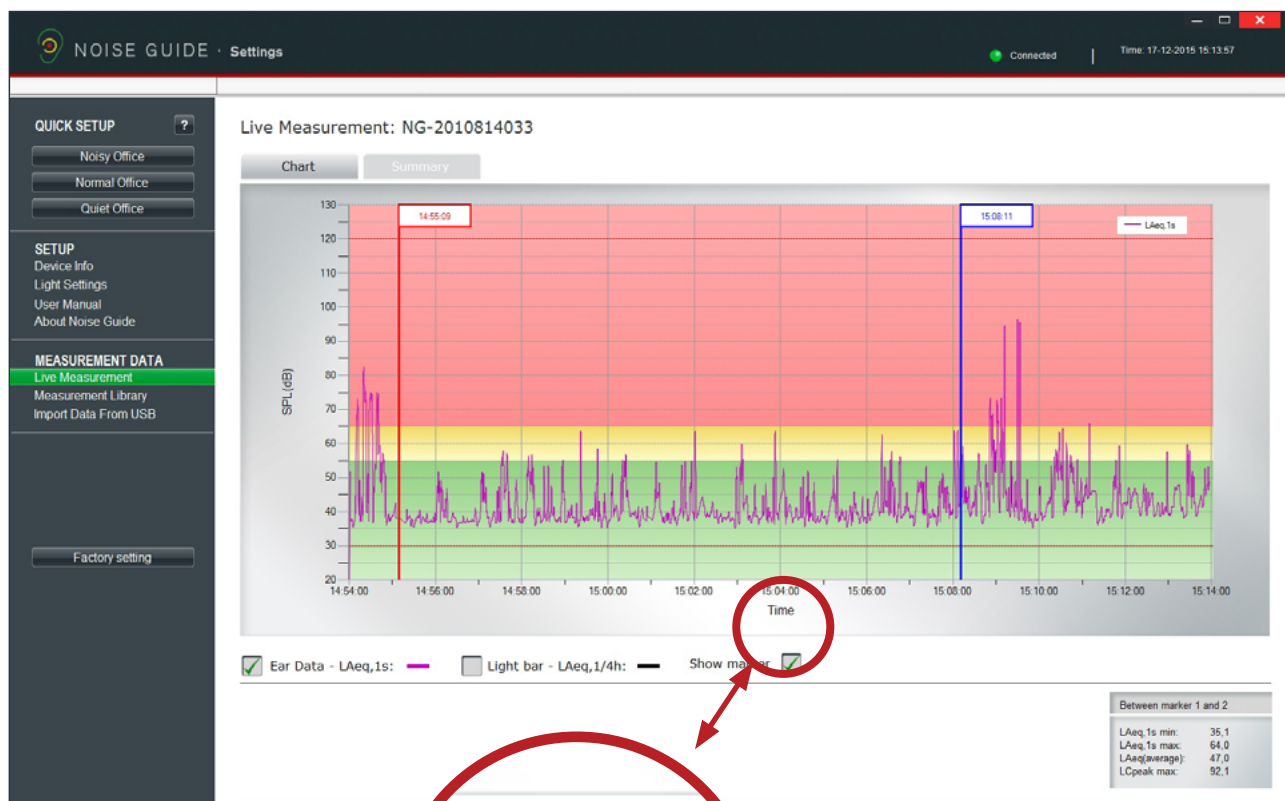 NOISE GUIDE · Settings
Connected | Time: 17-12-2015 15:13:57
QUICK SETUP ?
Noisy Office
Normal Office
Quiet Office
SETUP
Device Info
Light Settings
User Manual
About Noise Guide
MEASUREMENT DATA
Live Measurement
Measurement Library
Import Data From USB
Factory setting
Live Measurement: NG-2010814033
Chart Summary
14:55:09
15:08:11
LAeq,1s
SPL(dB)
130
120
110
100
90
80
70
60
50
40
30
20
14:54:00 14:56:00 14:58:00 15:00:00 15:02:00 15:04:00 15:06:00 15:08:00 15:10:00 15:12:00 15:14:00
Time
Ear Data - LAeq,1s: Light bar - LAeq,1/4h: Show marker
Between marker 1 and 2
LAeq,1s min: 35,1
LAeq,1s max: 64,0
LAeq(average): 47,0
LCpeak max: 92,1